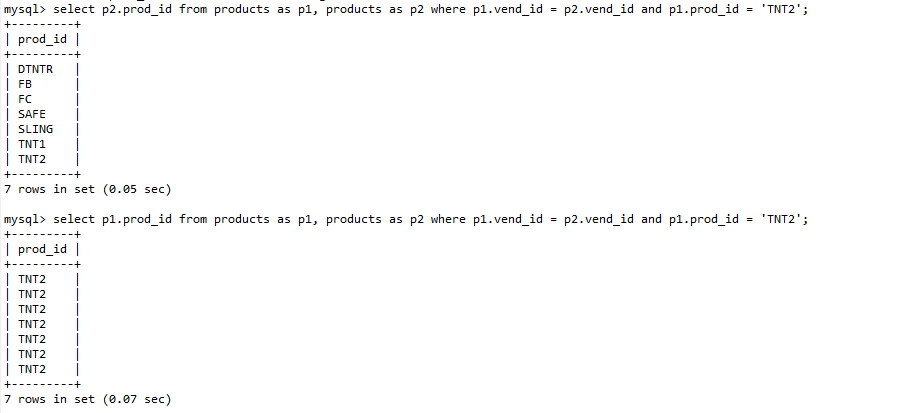 mysql> select p2.prod_id from products as p1, products as p2 where p1.vend_id = p2.vend_id and p1.prod_id = 'TNT2';
+---------+
| prod_id |
+---------+
| DTNTR   |
| FB      |
| FC      |
| SAFE    |
| SLING   |
| TNT1    |
| TNT2    |
+---------+
7 rows in set (0.05 sec)
mysql> select p1.prod_id from products as p1, products as p2 where p1.vend_id = p2.vend_id and p1.prod_id = 'TNT2';
+---------+
| prod_id |
+---------+
| TNT2    |
| TNT2    |
| TNT2    |
| TNT2    |
| TNT2    |
| TNT2    |
| TNT2    |
+---------+
7 rows in set (0.07 sec)